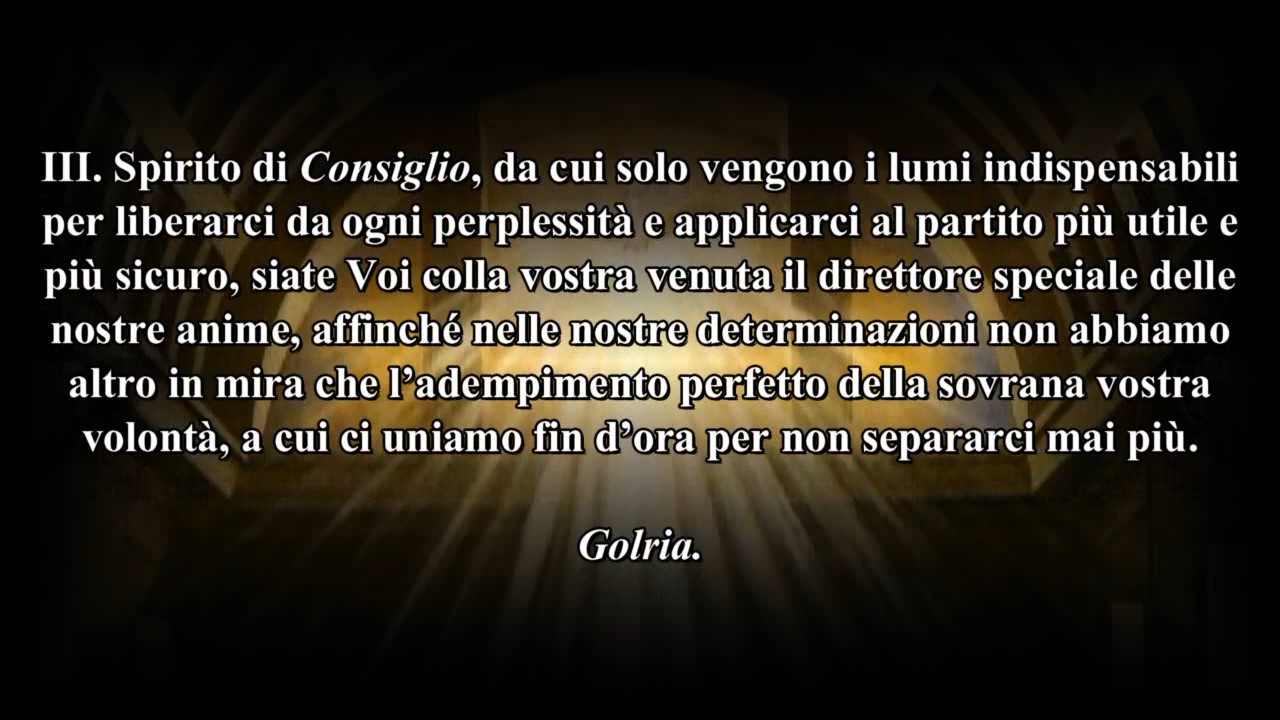 III. Spirito di Consiglio, da cui solo vengono i lumi indispensabili
per liberarci da ogni perplessità e applicarci al partito più utile e
più sicuro, siate Voi colla vostra venuta il direttore speciale delle
nostre anime, affinché nelle nostre determinazioni non abbiamo
altro in mira che l’adempimento perfetto della sovrana vostra
volontà, a cui ci uniamo fin d’ora per non separarci mai più.
Golria.